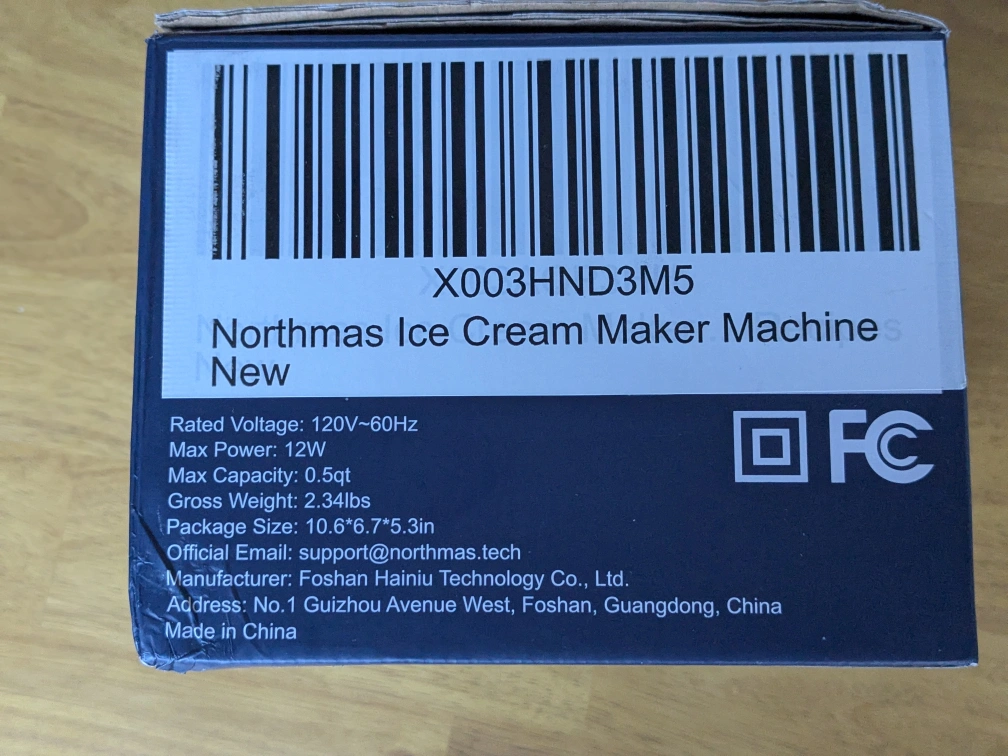 X003HND3M5
Northmas Ice Cream Maker Machine
New
Rated Voltage: 120V~60Hz
Max Power: 12W
Max Capacity: 0.5qt
Gross Weight: 2.34lbs
Package Size: 10.6*6.7*5.3in
Official Email: support@northmas.tech
Manufacturer: Foshan Hainiu Technology Co., Ltd.
Address: No.1 Guizhou Avenue West, Foshan, Guangdong, China
Made in China
FC